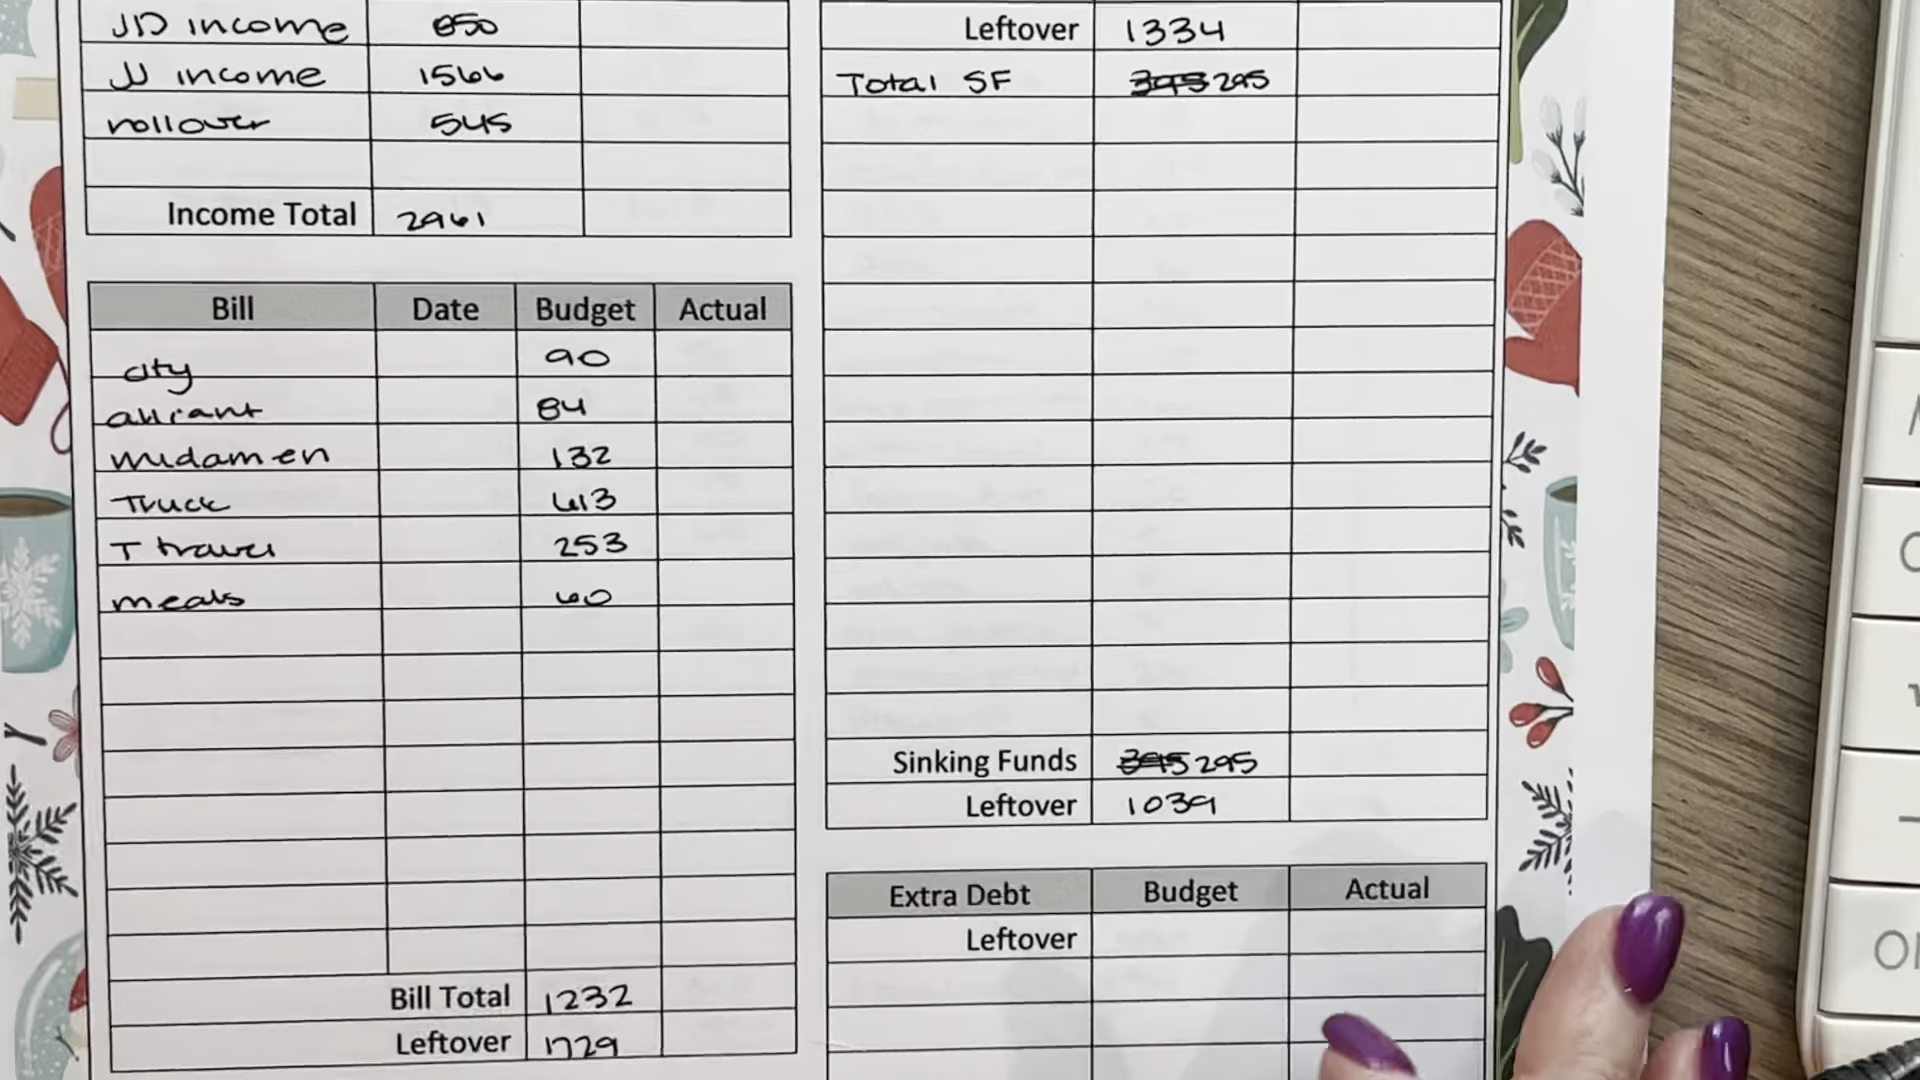 JD income 850
JJ income 1566
rollover 545
Income Total 2961
Bill Date Budget Actual
city 90
alliant 84
midamen 132
Truck 613
T travel 253
meals 60
Bill Total 1232
Leftover 1729
Leftover 1334
Total SF 395 295
Sinking Funds 395 295
Leftover 1039
Extra Debt Budget Actual
Leftover